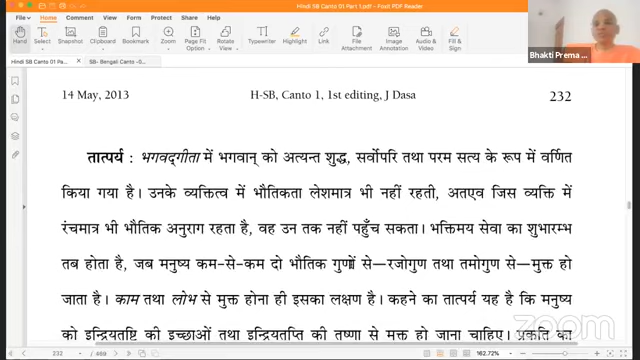 Hindi SB Canto 01 Part 1.pdf - Foxit PDF Reader
File Home Comment View Form Protect Share Help
Hand Select Snapshot Clipboard Bookmark Zoom Page Fit Option Rotate View Typewriter Highlight File Attachment Image Annotation Audio & Video Fill & Sign
Bhakti Prema ...
Hindi SB Canto 01 Pa... SB- Bengali Canto -0...
14 May, 2013 H-SB, Canto 1, 1st editing, J Dasa 232
तात्पर्य : भगवद्गीता में भगवान् को अत्यन्त शुद्ध, सर्वोपरि तथा परम सत्य के रूप में वर्णित
किया गया है। उनके व्यक्तित्व में भौतिकता लेशमात्र भी नहीं रहती, अतएव जिस व्यक्ति में
रंचमात्र भी भौतिक अनुराग रहता है, वह उन तक नहीं पहुँच सकता। भक्तिमय सेवा का शुभारम्भ
तब होता है, जब मनुष्य कम-से-कम दो भौतिक गुणों से—रजोगुण तथा तमोगुण से—मुक्त हो
जाता है। काम तथा लोभ से मुक्त होना ही इसका लक्षण है। कहने का तात्पर्य यह है कि मनुष्य
को इन्द्रियतुष्टि की इच्छाओं तथा इन्द्रियतृप्ति की तृष्णा से मुक्त हो जाना चाहिए। प्रकृति का
zoom
232 / 469 162.72%